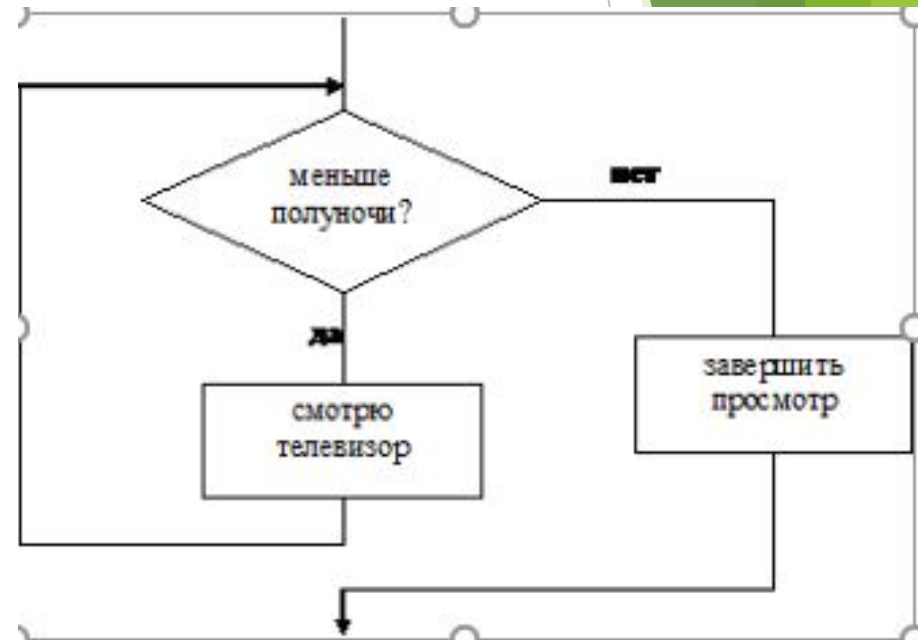 меньше
полуночи?
нет
да
смотрю
телевизор
завершить
просмотр